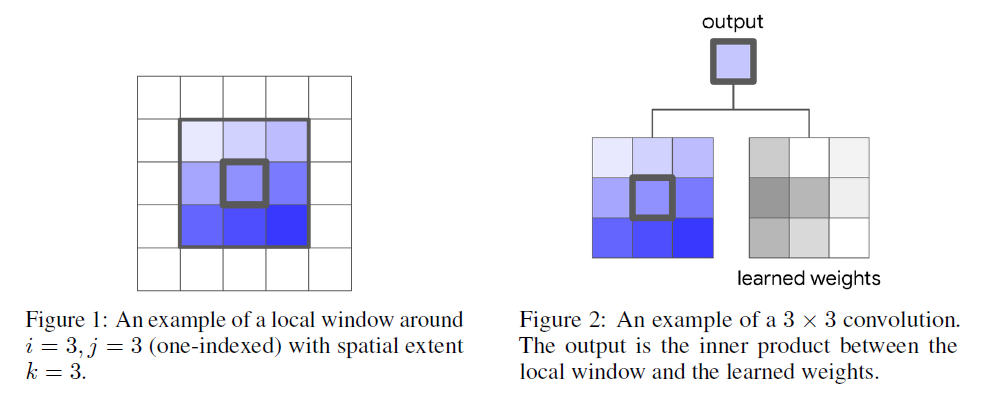 output
learned weights
Figure 1: An example of a local window around
i = 3, j = 3 (one-indexed) with spatial extent
k = 3.
Figure 2: An example of a 3 × 3 convolution.
The output is the inner product between the
local window and the learned weights.